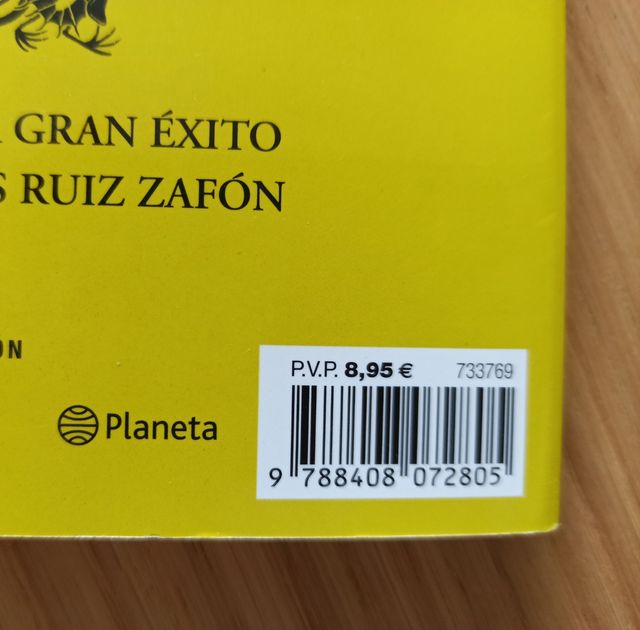 GRAN ÉXITO
S RUIZ ZAFÓN
ON
P.V.P. 8,95 € 733769
Planeta
9 788408 072805